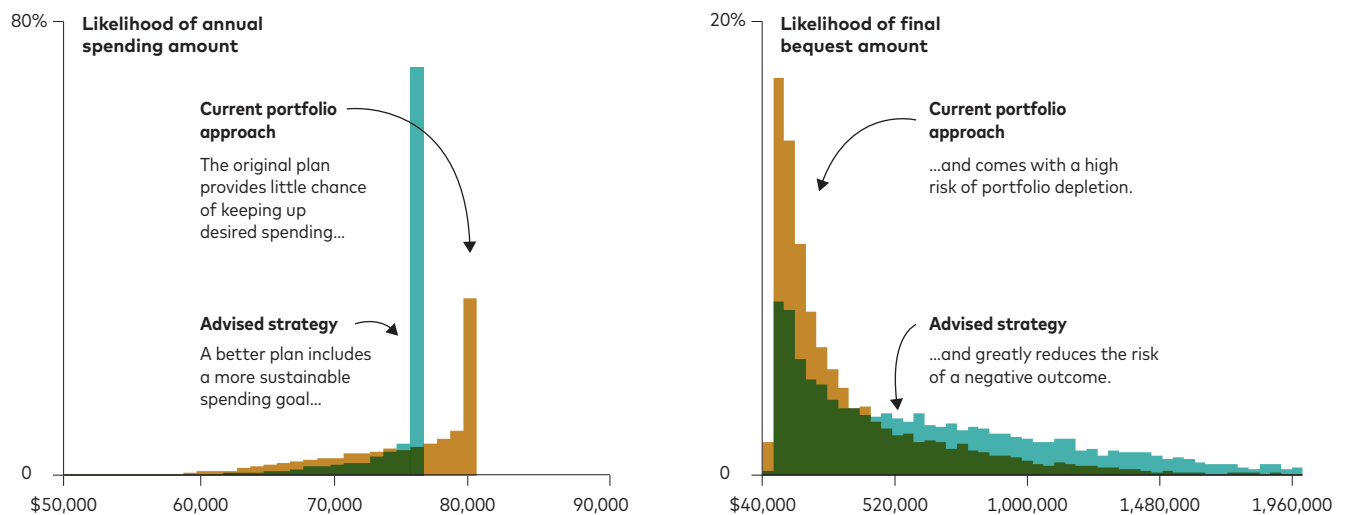 80%
Likelihood of annual
spending amount
Current portfolio
approach
The original plan
provides little chance
of keeping up
desired spending...
Advised strategy
A better plan includes
a more sustainable
spending goal...
0
$50,000
60,000
70,000
80,000
90,000
20%
Likelihood of final
bequest amount
Current portfolio
approach
...and comes with a high
risk of portfolio depletion.
Advised strategy
...and greatly reduces the risk
of a negative outcome.
0
$40,000
520,000
1,000,000
1,480,000
1,960,000